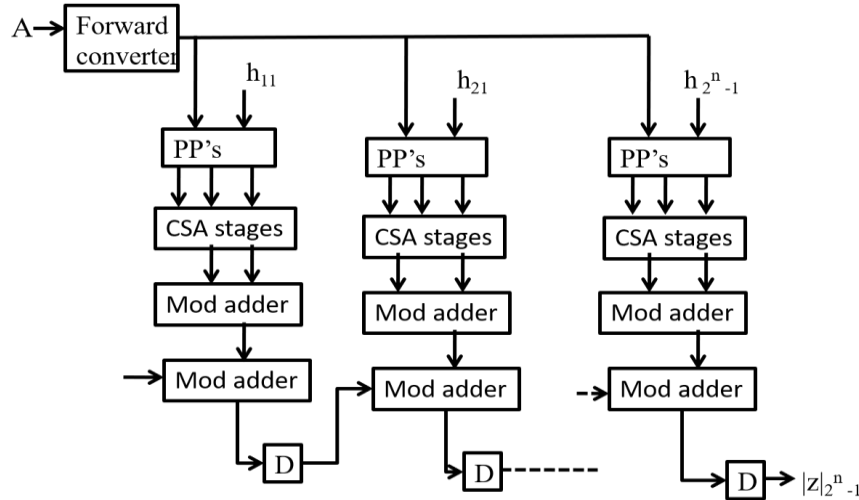 A
Forward
converter
h₁₁
h₂₁
h ₂ⁿ ₋₁
PP’s
PP’s
PP’s
CSA stages
CSA stages
CSA stages
Mod adder
Mod adder
Mod adder
Mod adder
Mod adder
Mod adder
D
D
D
|z|₂ⁿ ₋₁